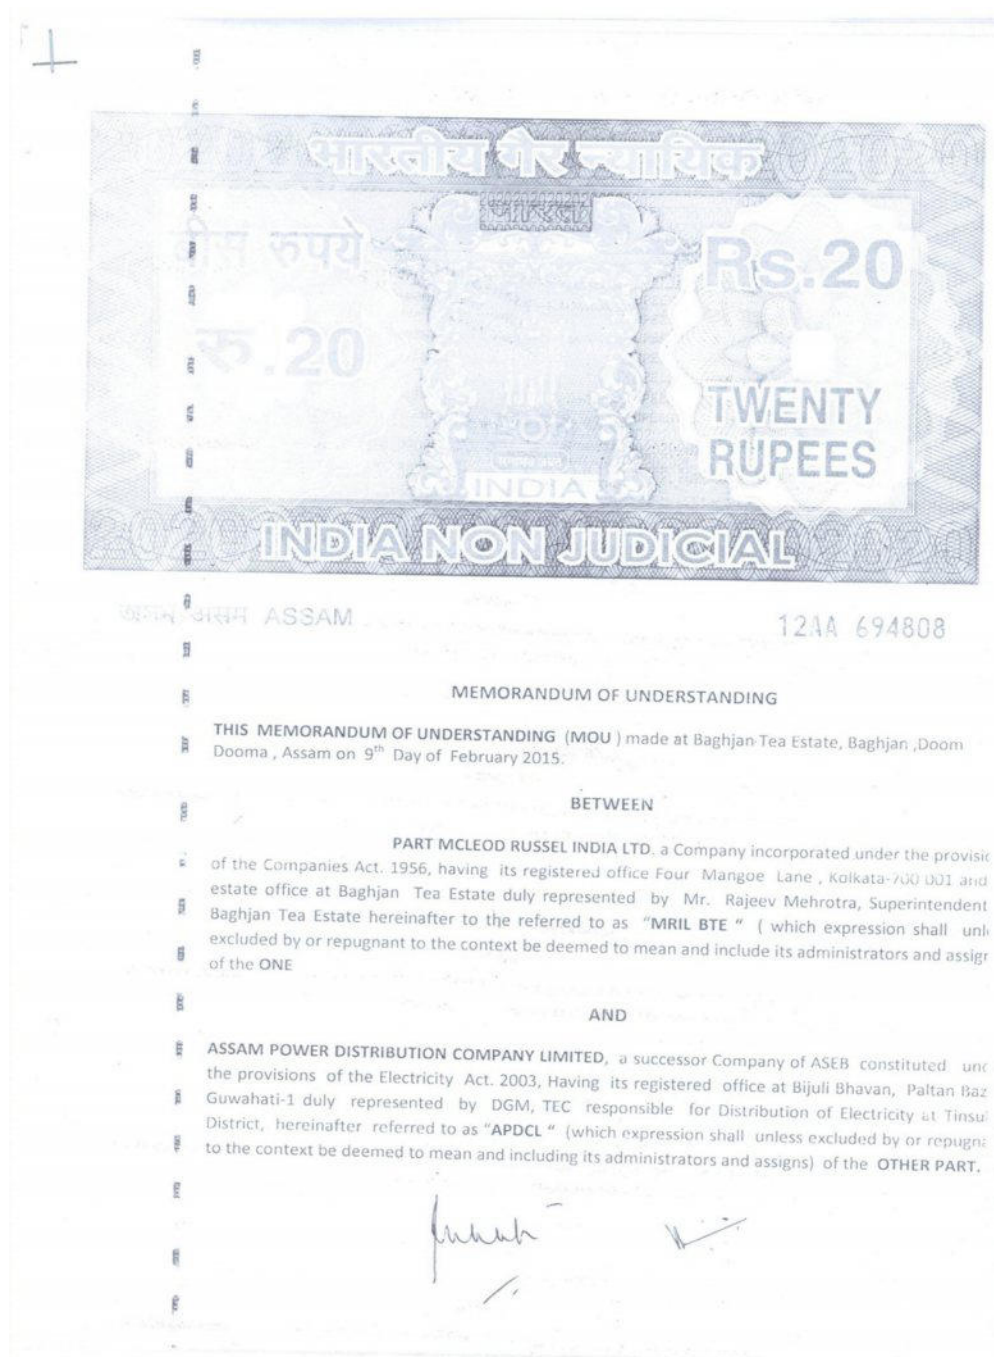 भारतीय गैर न्यायिक
भारत
बीस रुपये
Rs.20
रु.20
TWENTY
RUPEES
INDIA
INDIA NON JUDICIAL
অসম असम ASSAM
12AA 694808
MEMORANDUM OF UNDERSTANDING
THIS MEMORANDUM OF UNDERSTANDING (MOU ) made at Baghjan Tea Estate, Baghjan ,Doom
Dooma , Assam on 9th Day of February 2015.
BETWEEN
PART MCLEOD RUSSEL INDIA LTD. a Company incorporated under the provisio
of the Companies Act. 1956, having its registered office Four Mangoe Lane , Kolkata-700 001 and
estate office at Baghjan Tea Estate duly represented by Mr. Rajeev Mehrotra, Superintendent
Baghjan Tea Estate hereinafter to the referred to as "MRIL BTE " ( which expression shall unl
excluded by or repugnant to the context be deemed to mean and include its administrators and assign
of the ONE
AND
ASSAM POWER DISTRIBUTION COMPANY LIMITED, a successor Company of ASEB constituted und
the provisions of the Electricity Act. 2003, Having its registered office at Bijuli Bhavan, Paltan Baz
Guwahati-1 duly represented by DGM, TEC responsible for Distribution of Electricity at Tinsu
District, hereinafter referred to as "APDCL " (which expression shall unless excluded by or repugna
to the context be deemed to mean and including its administrators and assigns) of the OTHER PART.